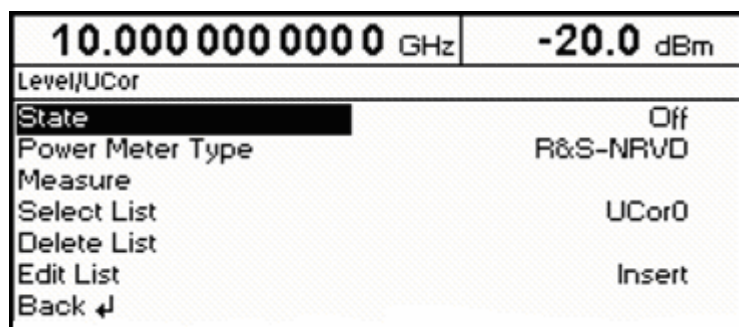 10.000 000 000 0 GHz -20.0 dBm
Level/UCor
State Off
Power Meter Type R&S-NRVD
Measure
Select List UCor0
Delete List
Edit List Insert
Back ↲